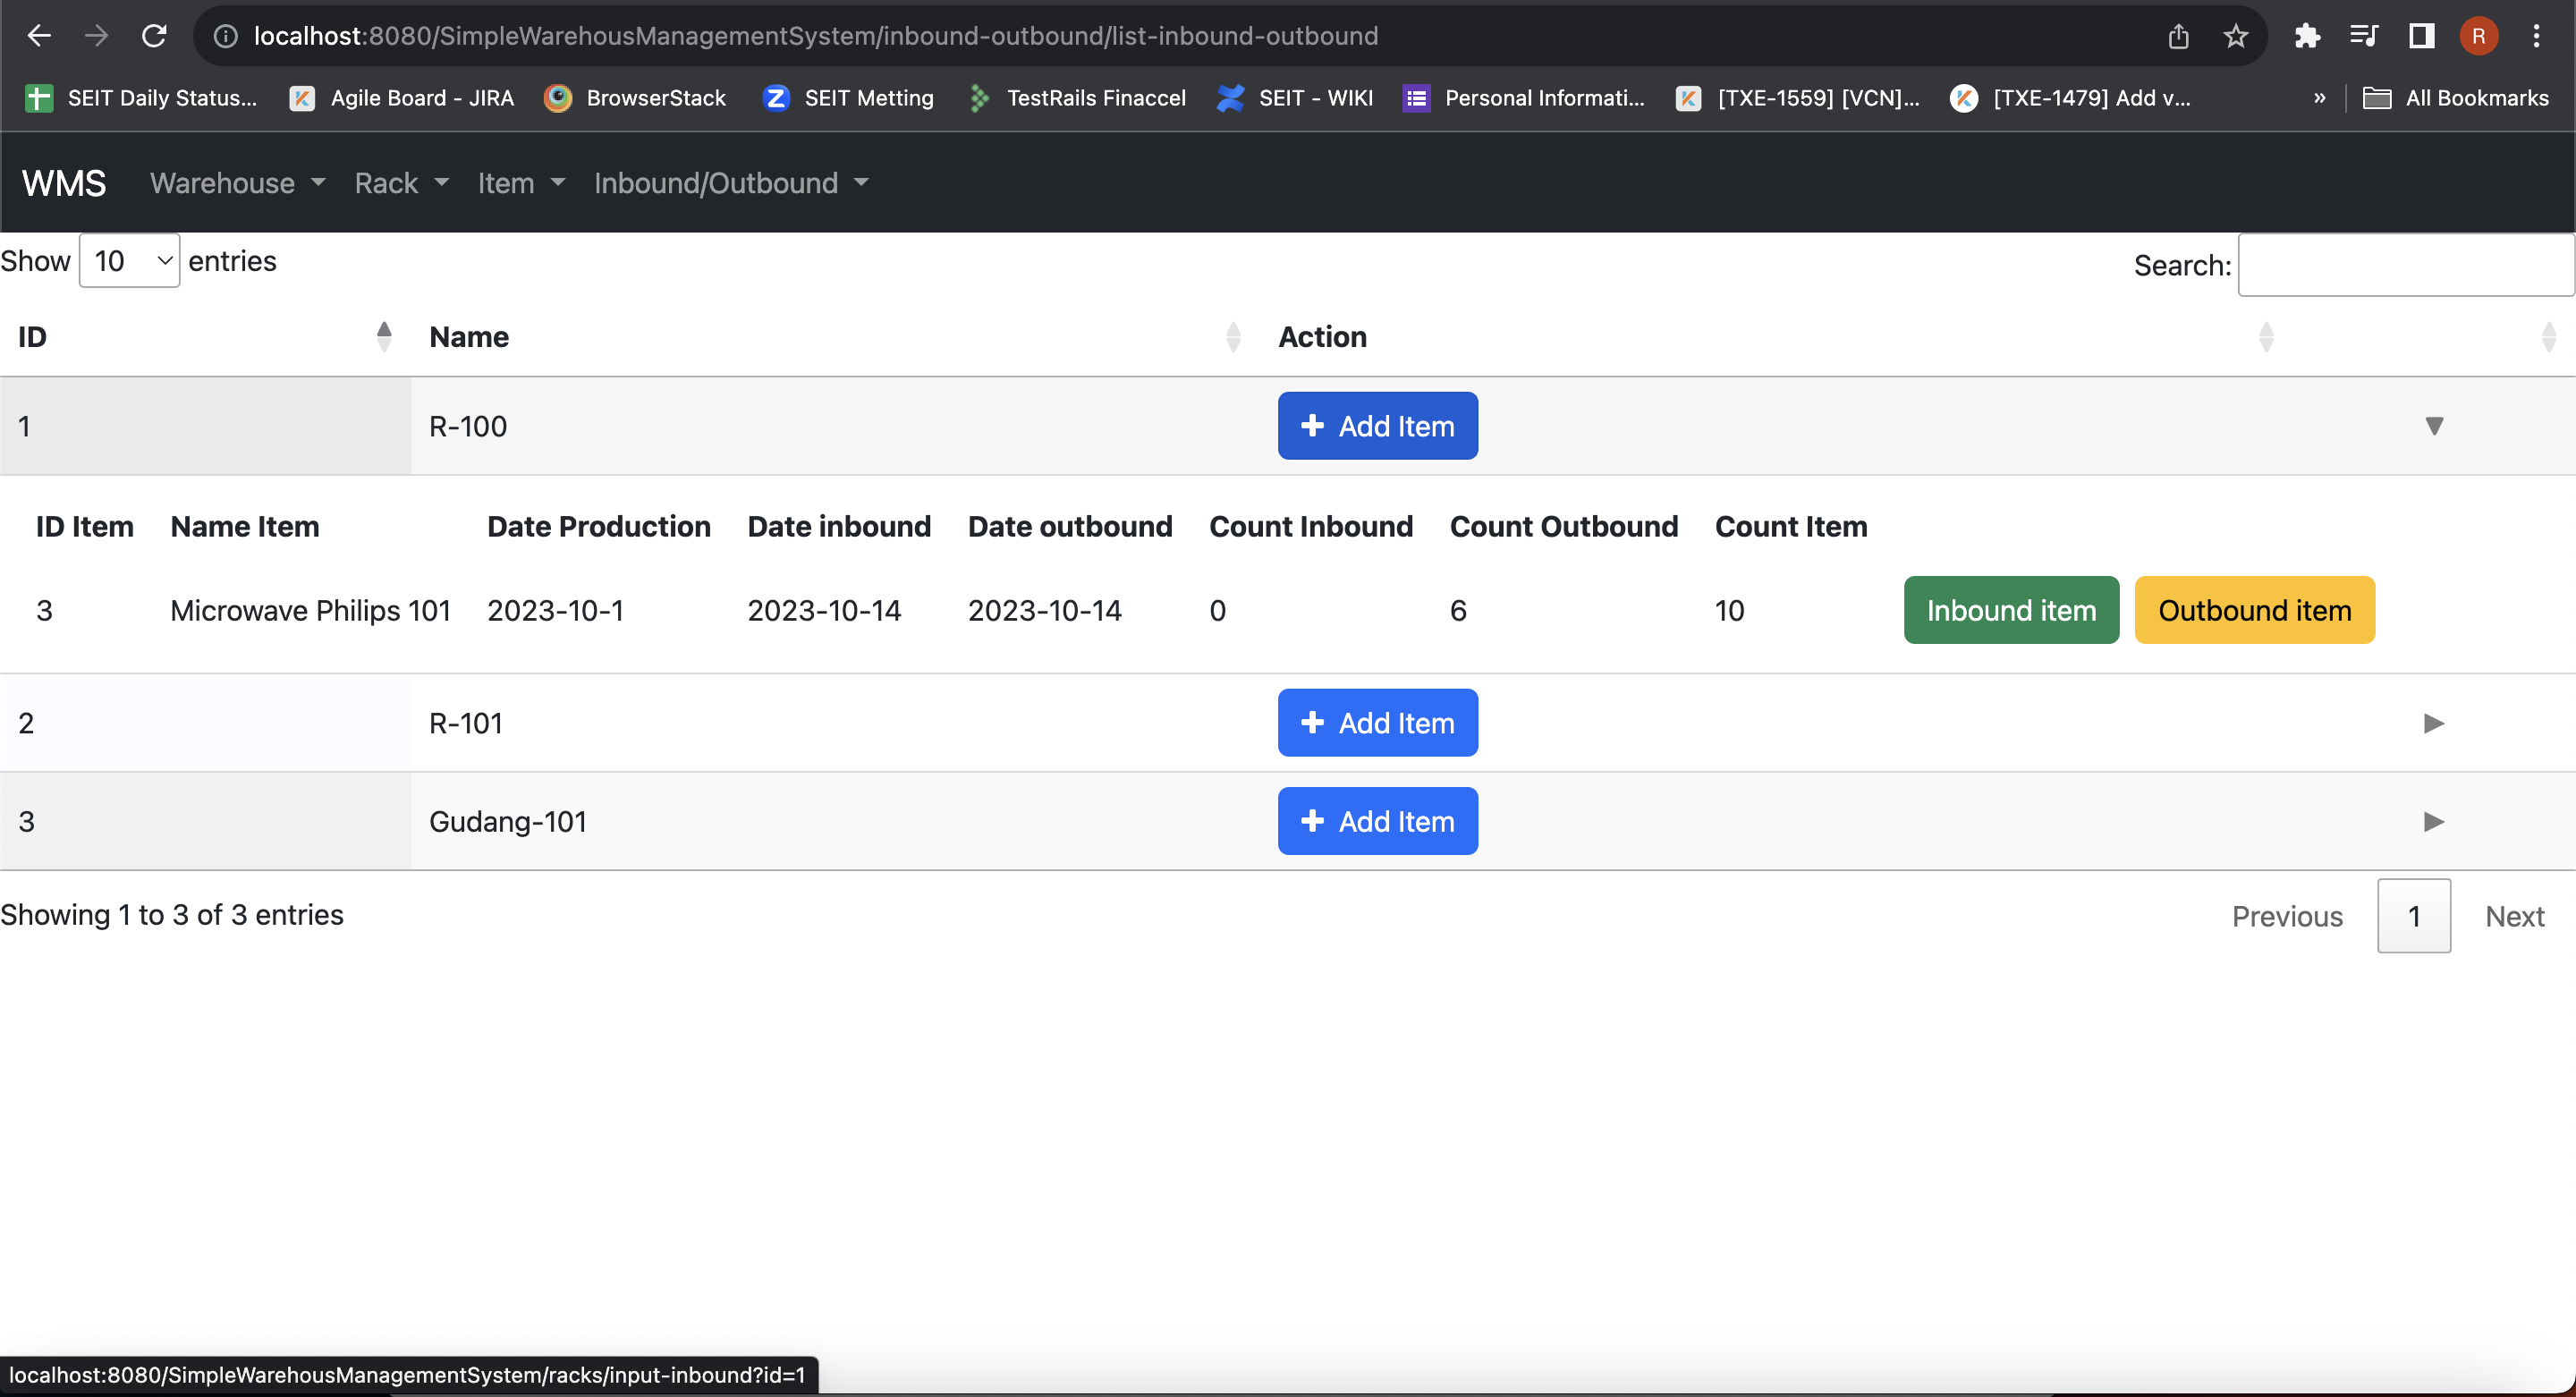 localhost:8080/SimpleWarehousManagementSystem/inbound-outbound/list-inbound-outbound R
SEIT Daily Status... Agile Board - JIRA BrowserStack SEIT Metting TestRails Finaccel SEIT - WIKI Personal Informati... [TXE-1559] [VCN]... [TXE-1479] Add v... » All Bookmarks
WMS Warehouse Rack Item Inbound/Outbound
Show 10 entries Search:
ID Name Action
1 R-100 + Add Item
ID Item Name Item Date Production Date inbound Date outbound Count Inbound Count Outbound Count Item
3 Microwave Philips 101 2023-10-1 2023-10-14 2023-10-14 0 6 10 Inbound item Outbound item
2 R-101 + Add Item
3 Gudang-101 + Add Item
Showing 1 to 3 of 3 entries Previous 1 Next
localhost:8080/SimpleWarehousManagementSystem/racks/input-inbound?id=1